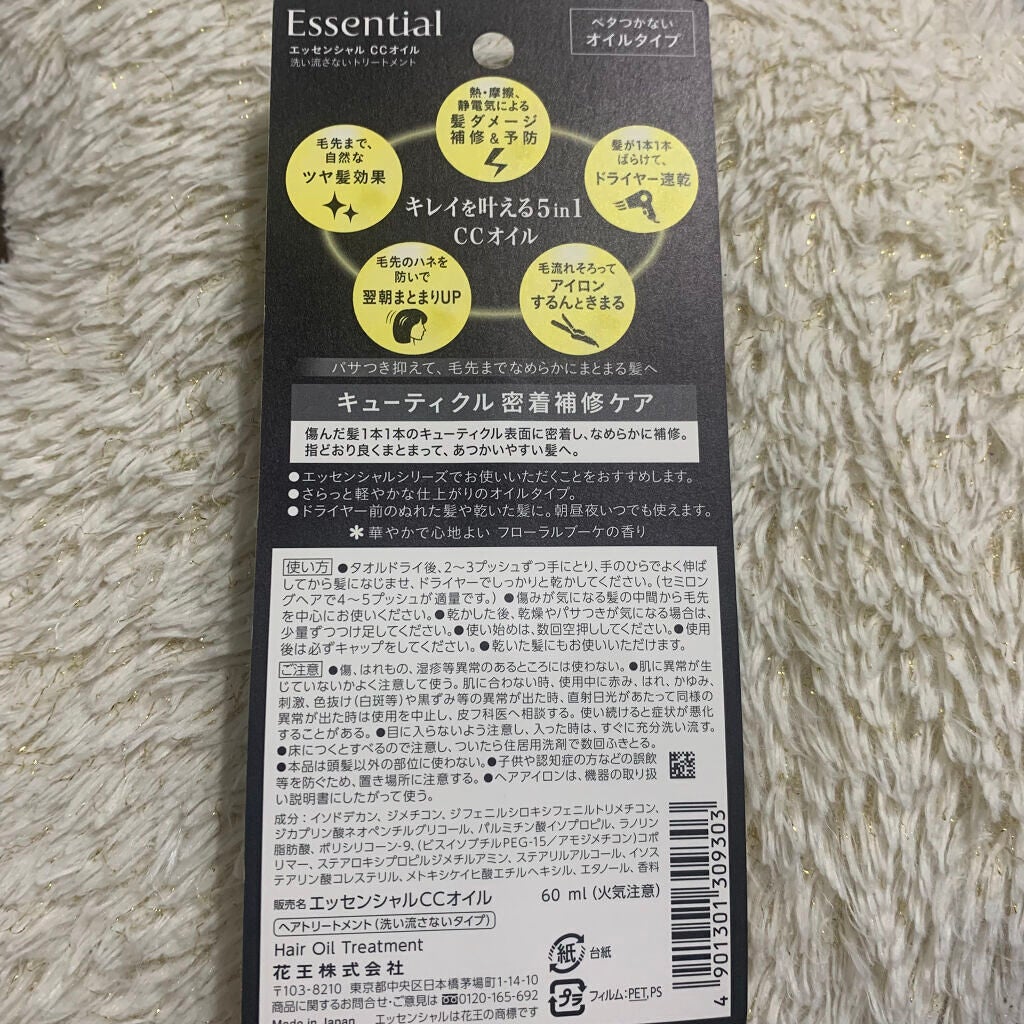 Essential
エッセンシャル CCオイル
洗い流さないトリートメント
ベタつかない
オイルタイプ
熱・摩擦、
静電気による
髪ダメージ
補修&予防
毛先まで、
自然な
ツヤ髪効果
髪が1本1本
ばらけて、
ドライヤー速乾
キレイを叶える5in1
CCオイル
毛先のハネを
防いで
翌朝まとまりUP
毛流れそろって
アイロン
するんときまる
パサつき抑えて、毛先までなめらかにまとまる髪へ
キューティクル 密着補修ケア
傷んだ髪1本1本のキューティクル表面に密着し、なめらかに補修。
指どおり良くまとまって、あつかいやすい髪へ。
●エッセンシャルシリーズでお使いいただくことをおすすめします。
●さらっと軽やかな仕上がりのオイルタイプ。
●ドライヤー前のぬれた髪や乾いた髪に。朝昼夜いつでも使えます。
＊華やかで心地よい フローラルブーケの香り
使い方 ●タオルドライ後、2〜3プッシュずつ手にとり、手のひらでよく伸ば
してから髪になじませ、ドライヤーでしっかりと乾かしてください。(セミロン
グヘアで4〜5プッシュが適量です。) ●傷みが気になる髪の中間から毛先
を中心にお使いください。●乾かした後、乾燥やパサつきが気になる場合は、
少量ずつつけ足してください。●使い始めは、数回空押ししてください。●使用
後は必ずキャップをしてください。●乾いた髪にもお使いいただけます。
ご注意 ●傷、はれもの、湿疹等異常のあるところには使わない。●肌に異常が生
じていないかよく注意して使う。肌に合わない時、使用中に赤み、はれ、かゆみ、
刺激、色抜け(白斑等)や黒ずみ等の異常が出た時、直射日光があたって同様の
異常が出た時は使用を中止し、皮フ科医へ相談する。使い続けると症状が悪化
することがある。●目に入らないよう注意し、入った時は、すぐに充分洗い流す。
●床につくとすべるので注意し、ついたら住居用洗剤で数回ふきとる。
●本品は頭髪以外の部位に使わない。●子供や認知症の方などの誤飲
等を防ぐため、置き場所に注意する。●ヘアアイロンは、機器の取り扱
い説明書にしたがって使う。
成分：イソドデカン、ジメチコン、ジフェニルシロキシフェニルトリメチコン、
ジカプリン酸ネオペンチルグリコール、パルミチン酸イソプロピル、ラノリン
脂肪酸、ポリシリコーン-9、(ビスイソブチルPEG-15／アモジメチコン)コポ
リマー、ステアロキシプロピルジメチルアミン、ステアリルアルコール、イソス
テアリン酸コレステリル、メトキシケイヒ酸エチルヘキシル、エタノール、香料
販売名 エッセンシャルCCオイル 60 ml (火気注意)
ヘアトリートメント(洗い流さないタイプ)
Hair Oil Treatment
花王株式会社
〒103-8210 東京都中央区日本橋茅場町1-14-10
商品に関するお問合せ・ご意見は 0120-165-692
Made in Japan エッセンシャルは花王の商標です
紙 台紙
プラ フィルム:PET,PS
4 901301 309303